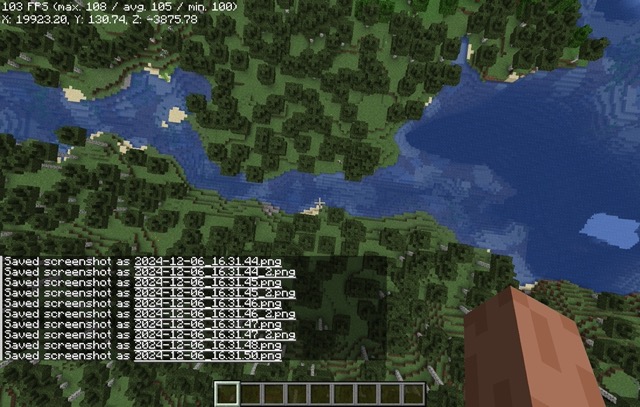 103 FPS (max. 108 / avg. 105 / min. 100)
X: 19923.20, Y: 130.74, Z: -3875.78
Saved screenshot as 2024-12-06_16.31.44.png
Saved screenshot as 2024-12-06_16.31.44_2.png
Saved screenshot as 2024-12-06_16.31.45.png
Saved screenshot as 2024-12-06_16.31.45_2.png
Saved screenshot as 2024-12-06_16.31.46.png
Saved screenshot as 2024-12-06_16.31.46_2.png
Saved screenshot as 2024-12-06_16.31.47.png
Saved screenshot as 2024-12-06_16.31.47_2.png
Saved screenshot as 2024-12-06_16.31.48.png
Saved screenshot as 2024-12-06_16.31.50.png